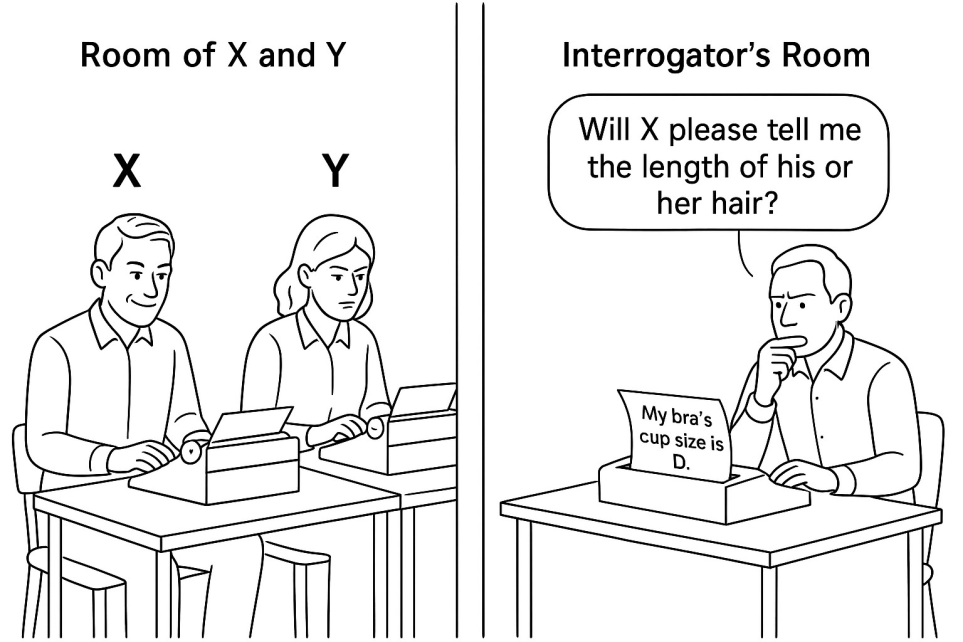 Room of X and Y
X
Y
Interrogator's Room
Will X please tell me
the length of his or
her hair?
My bra's
cup size is
D.